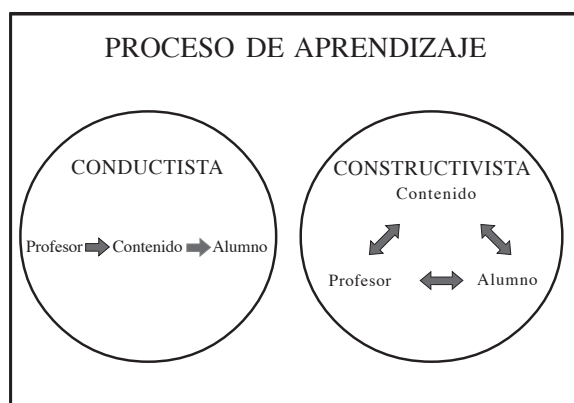 PROCESO DE APRENDIZAJE
CONDUCTISTA
Profesor Contenido Alumno
CONSTRUCTIVISTA
Contenido
Profesor Alumno